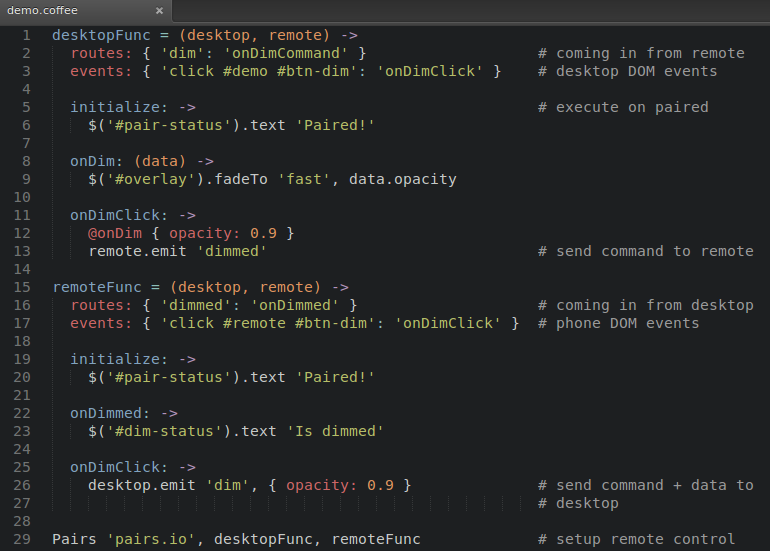 demo.coffee ×
1 desktopFunc = (desktop, remote) ->
2   routes: { 'dim': 'onDimCommand' }                   # coming in from remote
3   events: { 'click #demo #btn-dim': 'onDimClick' }    # desktop DOM events
4
5   initialize: ->                                      # execute on paired
6     $('#pair-status').text 'Paired!'
7
8   onDim: (data) ->
9     $('#overlay').fadeTo 'fast', data.opacity
10
11   onDimClick: ->
12     @onDim { opacity: 0.9 }
13     remote.emit 'dimmed'                              # send command to remote
14
15 remoteFunc = (desktop, remote) ->
16   routes: { 'dimmed': 'onDimmed' }                    # coming in from desktop
17   events: { 'click #remote #btn-dim': 'onDimClick' }  # phone DOM events
18
19   initialize: ->
20     $('#pair-status').text 'Paired!'
21
22   onDimmed: ->
23     $('#dim-status').text 'Is dimmed'
24
25   onDimClick: ->
26     desktop.emit 'dim', { opacity: 0.9 }              # send command + data to
27                                                       # desktop
28
29 Pairs 'pairs.io', desktopFunc, remoteFunc             # setup remote control